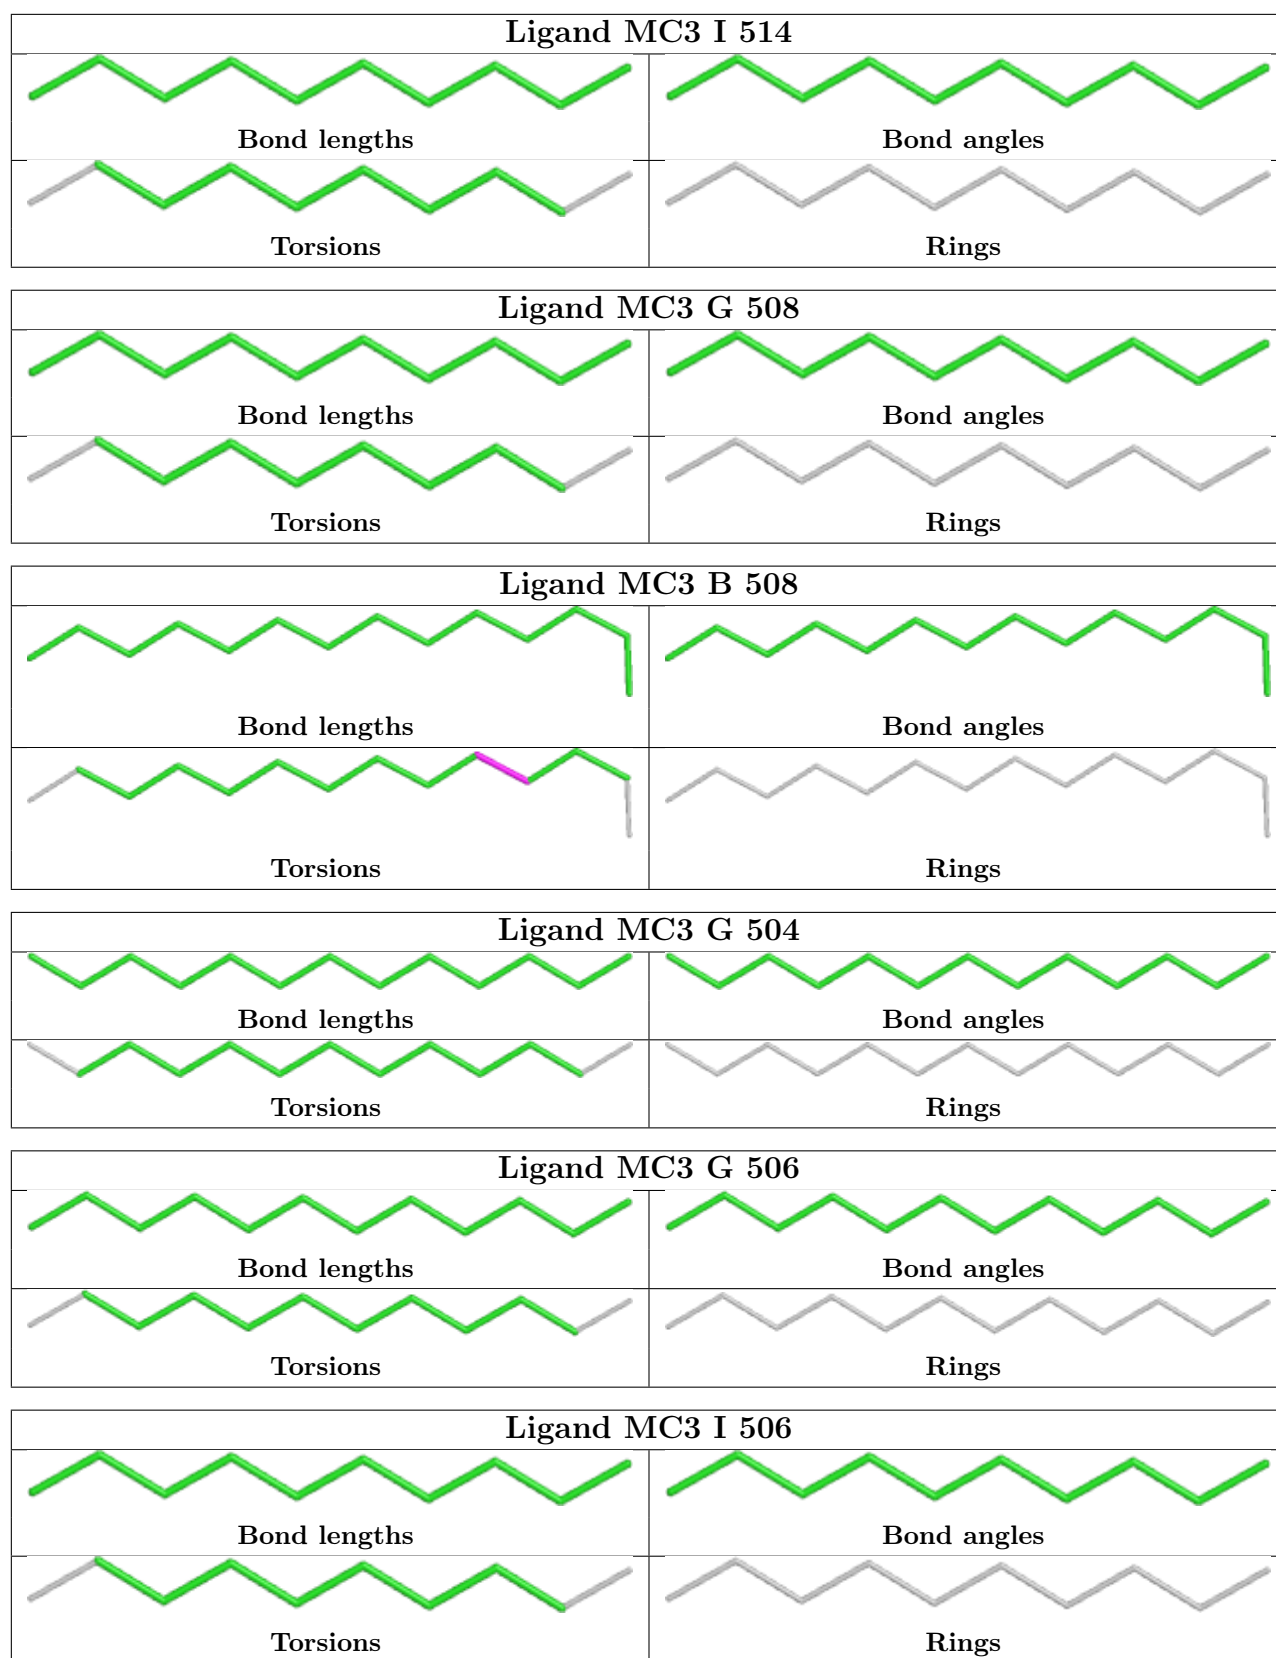 Ligand MC3 I 514
Bond lengths Bond angles
Torsions Rings
Ligand MC3 G 508
Bond lengths Bond angles
Torsions Rings
Ligand MC3 B 508
Bond lengths Bond angles
Torsions Rings
Ligand MC3 G 504
Bond lengths Bond angles
Torsions Rings
Ligand MC3 G 506
Bond lengths Bond angles
Torsions Rings
Ligand MC3 I 506
Bond lengths Bond angles
Torsions Rings